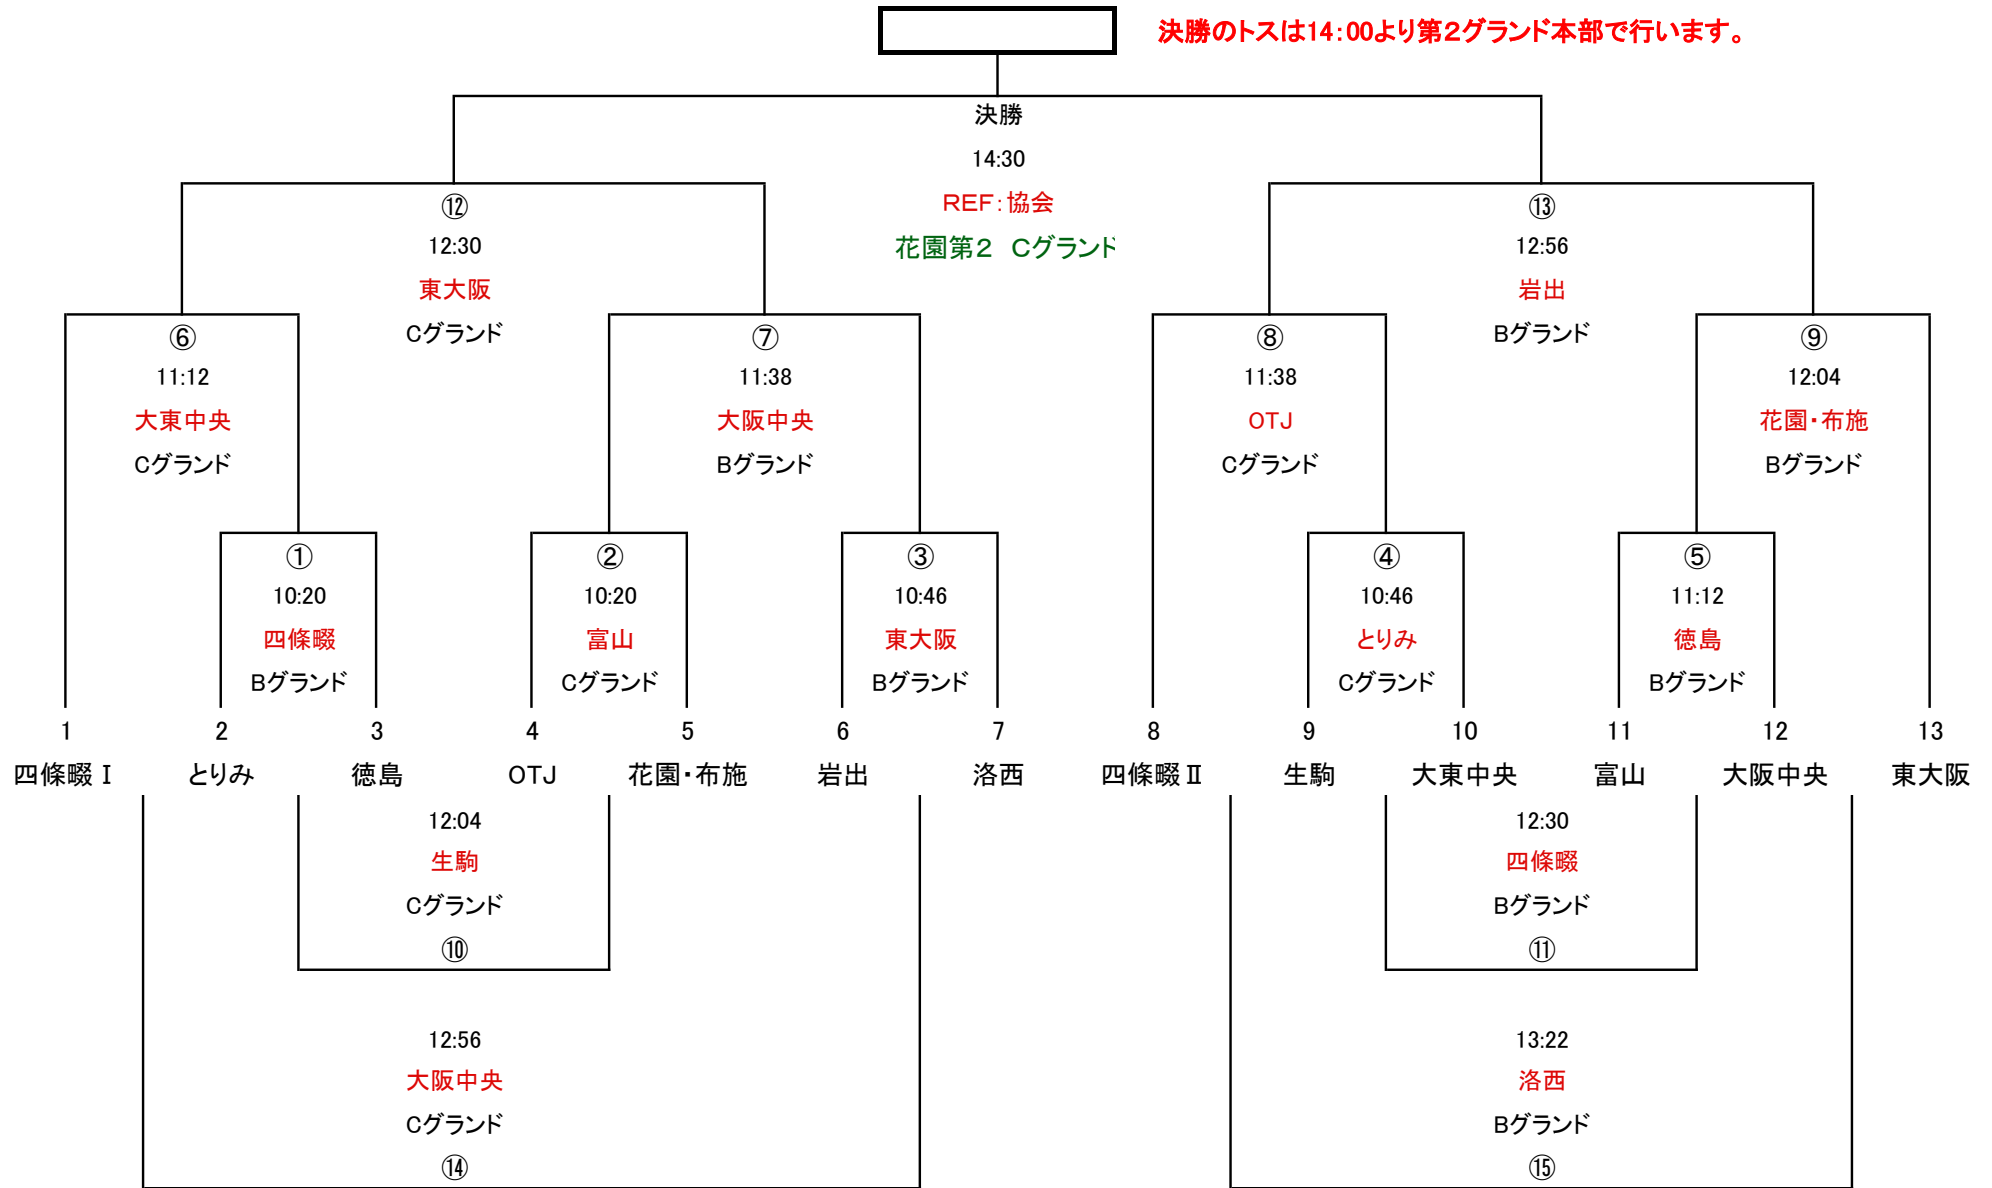 決勝のトスは14:00より第2グランド本部で行います。
決勝
14:30
REF:協会
花園第2 Cグランド
⑫
12:30
東大阪
Cグランド
⑬
12:56
岩出
Bグランド
⑥
11:12
大東中央
Cグランド
⑦
11:38
大阪中央
Bグランド
⑧
11:38
OTJ
Cグランド
⑨
12:04
花園・布施
Bグランド
①
10:20
四條畷
Bグランド
②
10:20
富山
Cグランド
③
10:46
東大阪
Bグランド
④
10:46
とりみ
Cグランド
⑤
11:12
徳島
Bグランド
1 2 3 4 5 6 7 8 9 10 11 12 13
四條畷Ⅰ とりみ 徳島 OTJ 花園・布施 岩出 洛西 四條畷Ⅱ 生駒 大東中央 富山 大阪中央 東大阪
12:04
生駒
Cグランド
⑩
12:30
四條畷
Bグランド
⑪
12:56
大阪中央
Cグランド
⑭
13:22
洛西
Bグランド
⑮